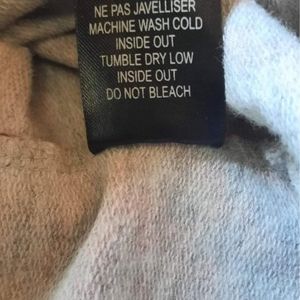 NE PAS JAVELLISER
MACHINE WASH COLD
INSIDE OUT
TUMBLE DRY LOW
INSIDE OUT
DO NOT BLEACH